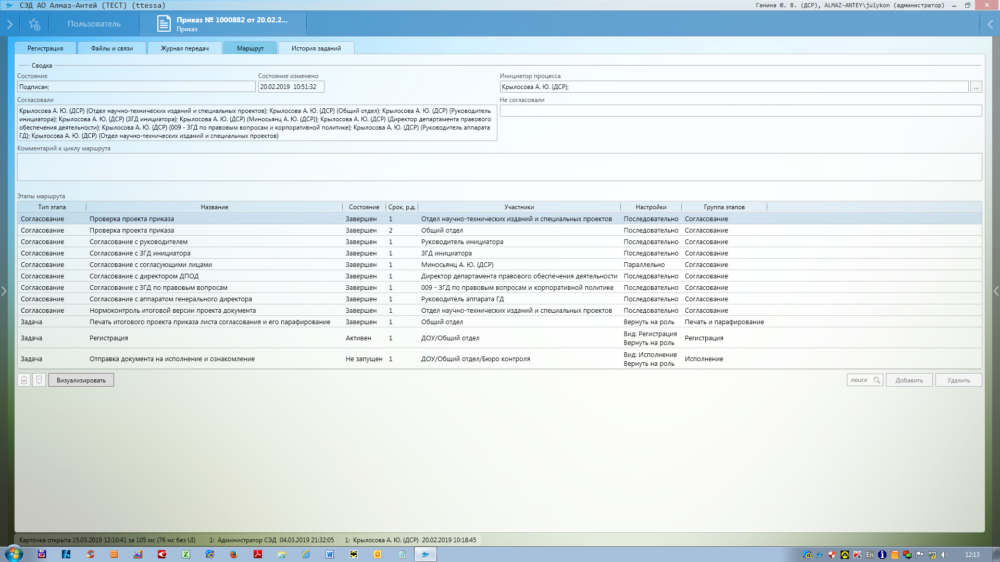 СЭД АО Алмаз-Антей (ТЕСТ) (ttessa)
Ганина Ю. В. (ДСР), ALMAZ-ANTEY\julykon (администратор)
Пользователь
Приказ № 1000882 от 20.02.2...
Приказ
Регистрация
Файлы и связи
Журнал передач
Маршрут
История заданий
Сводка
Состояние
Состояние изменено
Инициатор процесса
Подписан;
20.02.2019 10:51:32
Крылосова А. Ю. (ДСР);
...
Согласовали
Не согласовали
Крылосова А. Ю. (ДСР) (Отдел научно-технических изданий и специальных проектов); Крылосова А. Ю. (ДСР) (Общий отдел); Крылосова А. Ю. (ДСР) (Руководитель
инициатора); Крылосова А. Ю. (ДСР) (ЗГД инициатора); Крылосова А. Ю. (ДСР) (Миносьянц А. Ю. (ДСР)); Крылосова А. Ю. (ДСР) (Директор департамента правового
обеспечения деятельности); Крылосова А. Ю. (ДСР) (009 - ЗГД по правовым вопросам и корпоративной политике); Крылосова А. Ю. (ДСР) (Руководитель аппарата
ГД); Крылосова А. Ю. (ДСР) (Отдел научно-технических изданий и специальных проектов)
Комментарий к циклу маршрута
Этапы маршрута
Тип этапа Название Состояние Срок, р.д. Участники Настройки Группа этапов
Согласование Проверка проекта приказа Завершен 1 Отдел научно-технических изданий и специальных проектов Последовательно Согласование
Согласование Проверка проекта приказа Завершен 2 Общий отдел Последовательно Согласование
Согласование Согласование с руководителем Завершен 1 Руководитель инициатора Последовательно Согласование
Согласование Согласование с ЗГД инициатора Завершен 1 ЗГД инициатора Последовательно Согласование
Согласование Согласование с согласующими лицами Завершен 1 Миносьянц А. Ю. (ДСР) Параллельно Согласование
Согласование Согласование с директором ДПОД Завершен 1 Директор департамента правового обеспечения деятельности Последовательно Согласование
Согласование Согласование с ЗГД по правовым вопросам Завершен 1 009 - ЗГД по правовым вопросам и корпоративной политике Последовательно Согласование
Согласование Согласование с аппаратом генерального директора Завершен 1 Руководитель аппарата ГД Последовательно Согласование
Согласование Нормоконтроль итоговой версии проекта документа Завершен 1 Отдел научно-технических изданий и специальных проектов Последовательно Согласование
Задача Печать итогового проекта приказа листа согласования и его парафирование Завершен 1 Общий отдел Вернуть на роль Печать и парафирование
Задача Регистрация Активен 1 ДОУ/Общий отдел Вид: Регистрация Регистрация
Вернуть на роль
Задача Отправка документа на исполнение и ознакомление Не запущен 1 ДОУ/Общий отдел/Бюро контроля Вид: Исполнение Исполнение
Вернуть на роль
Визуализировать
поиск
Добавить
Удалить
Карточка открыта 15.03.2019 12:10:41 за 105 мс (76 мс без UI) 1: Администратор СЭД 04.03.2019 21:32:05 1: Крылосова А. Ю. (ДСР) 20.02.2019 10:18:45
En
12:13